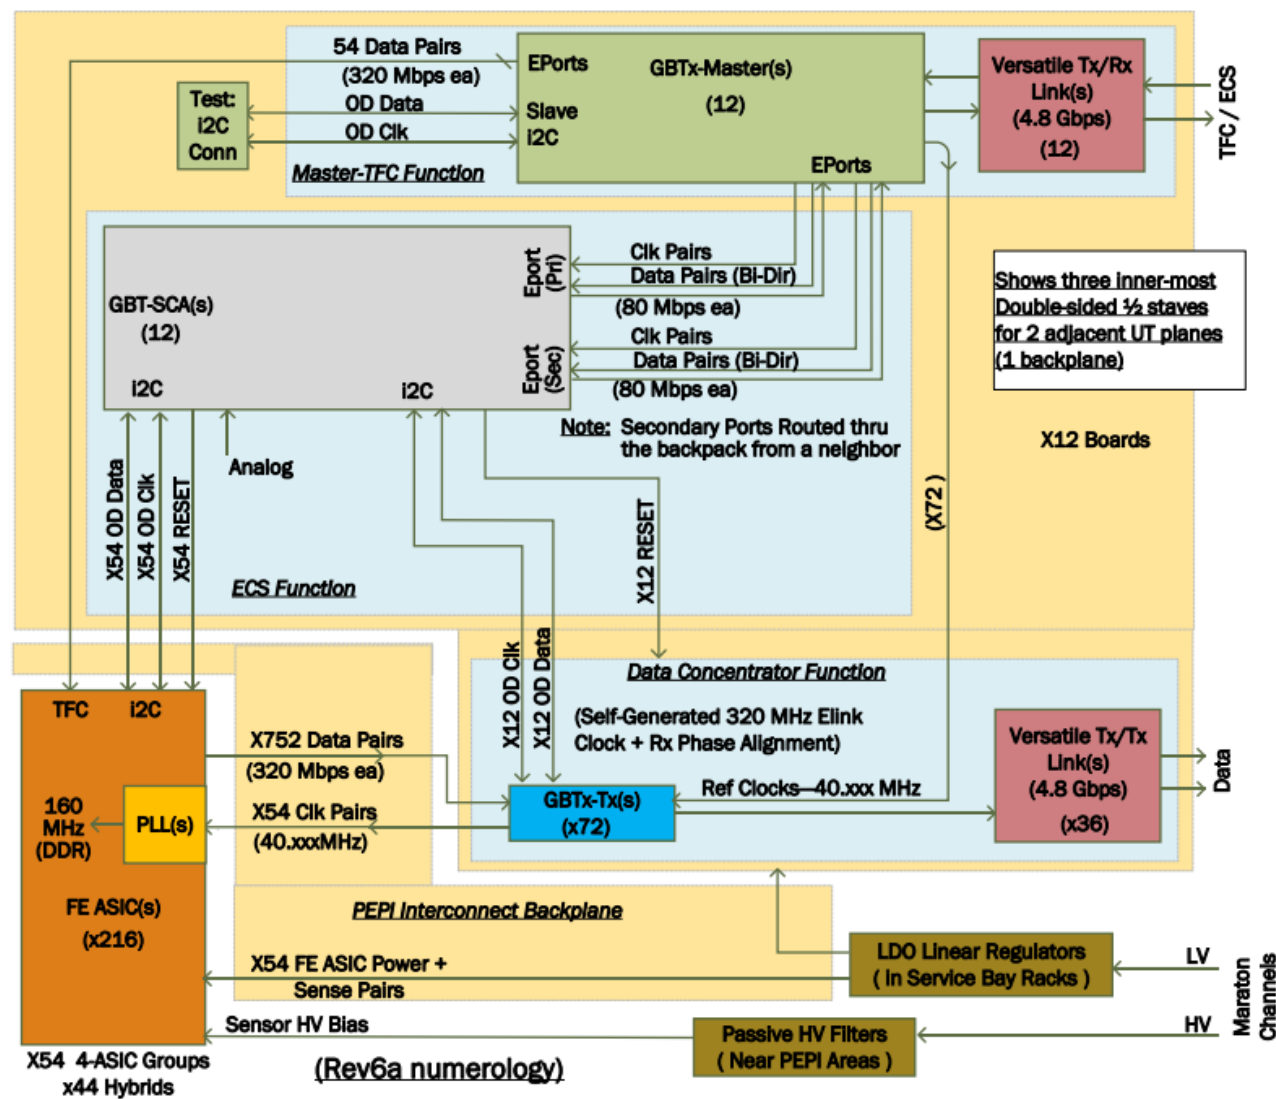 54 Data Pairs
(320 Mbps ea)
OD Data
OD Clk
Test:
i2C
Conn
EPorts
Slave
i2C
GBTx-Master(s)
(12)
EPorts
Versatile Tx/Rx
Link(s)
(4.8 Gbps)
(12)
TFC / ECS
Master-TFC Function
GBT-SCA(s)
(12)
Eport
(Pri)
Eport
(Sec)
i2C
i2C
Clk Pairs
Data Pairs (Bi-Dir)
(80 Mbps ea)
Clk Pairs
Data Pairs (Bi-Dir)
(80 Mbps ea)
Note: Secondary Ports Routed thru
the backpack from a neighbor
Shows three inner-most
Double-sided ½ staves
for 2 adjacent UT planes
(1 backplane)
X12 Boards
Analog
X54 OD Data
X54 OD Clk
X54 RESET
ECS Function
X12 RESET
(X72 )
X12 OD Clk
X12 OD Data
Data Concentrator Function
(Self-Generated 320 MHz Elink
Clock + Rx Phase Alignment)
TFC
i2C
X752 Data Pairs
(320 Mbps ea)
X54 Clk Pairs
(40.xxxMHz)
160
MHz
(DDR)
PLL(s)
GBTx-Tx(s)
(x72)
Ref Clocks—40.xxx MHz
Versatile Tx/Tx
Link(s)
(4.8 Gbps)
(x36)
Data
FE ASIC(s)
(x216)
PEPI Interconnect Backplane
X54 FE ASIC Power +
Sense Pairs
LDO Linear Regulators
( In Service Bay Racks )
LV
Sensor HV Bias
Passive HV Filters
( Near PEPI Areas )
HV
Maraton
Channels
X54 4-ASIC Groups
x44 Hybrids
(Rev6a numerology)